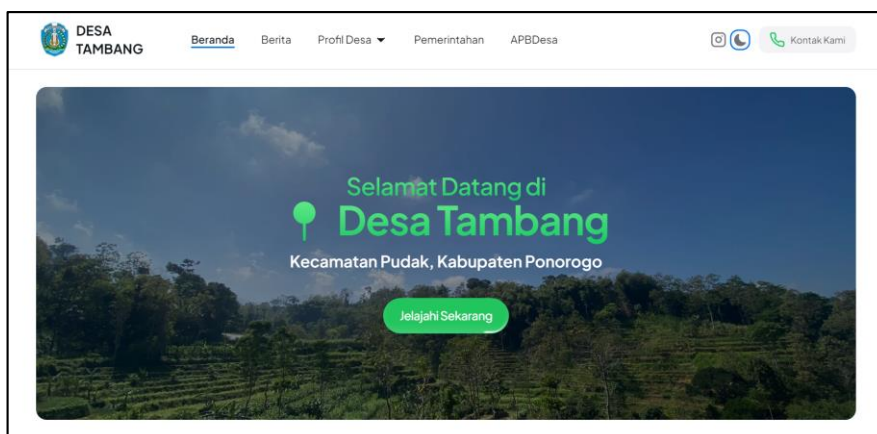 DESA
TAMBANG
Beranda
Berita
Profil Desa
Pemerintahan
APBDesa
Kontak Kami
Selamat Datang di
Desa Tambang
Kecamatan Pudak, Kabupaten Ponorogo
Jelajahi Sekarang